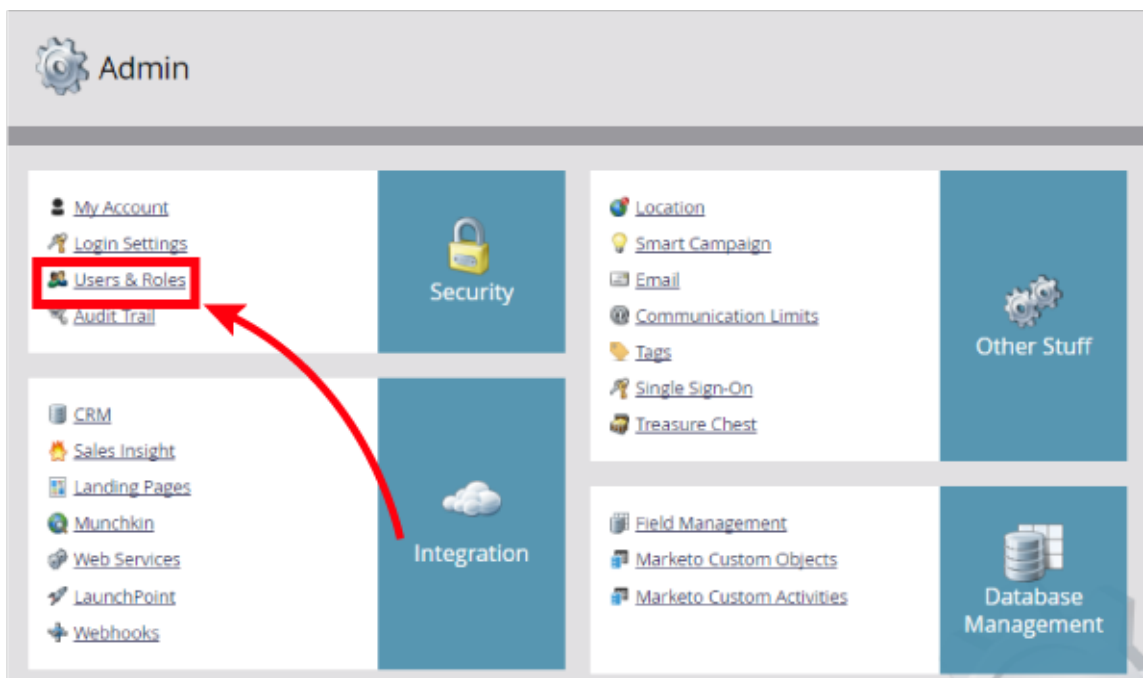 Admin
My Account
Login Settings
Users & Roles
Audit Trail
Security
CRM
Sales Insight
Landing Pages
Munchkin
Web Services
LaunchPoint
Webhooks
Integration
Location
Smart Campaign
Email
Communication Limits
Tags
Single Sign-On
Treasure Chest
Other Stuff
Field Management
Marketo Custom Objects
Marketo Custom Activities
Database
Management